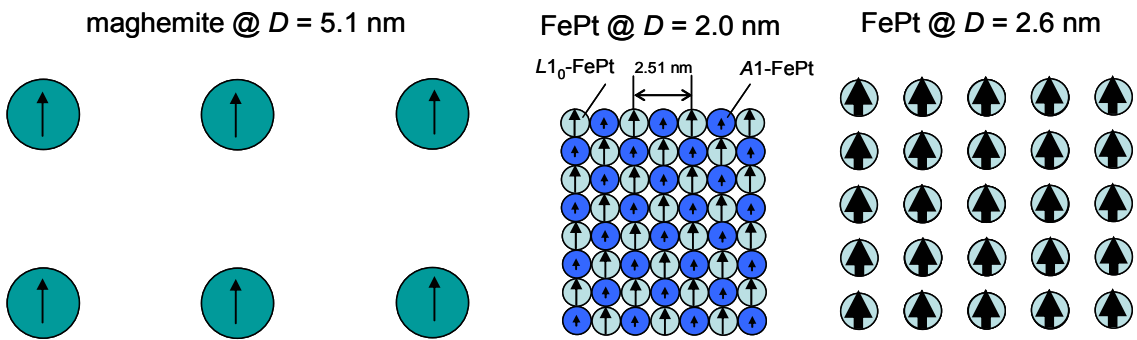 maghemite @ D = 5.1 nm
FePt @ D = 2.0 nm
FePt @ D = 2.6 nm
L1₀-FePt
2.51 nm
A1-FePt